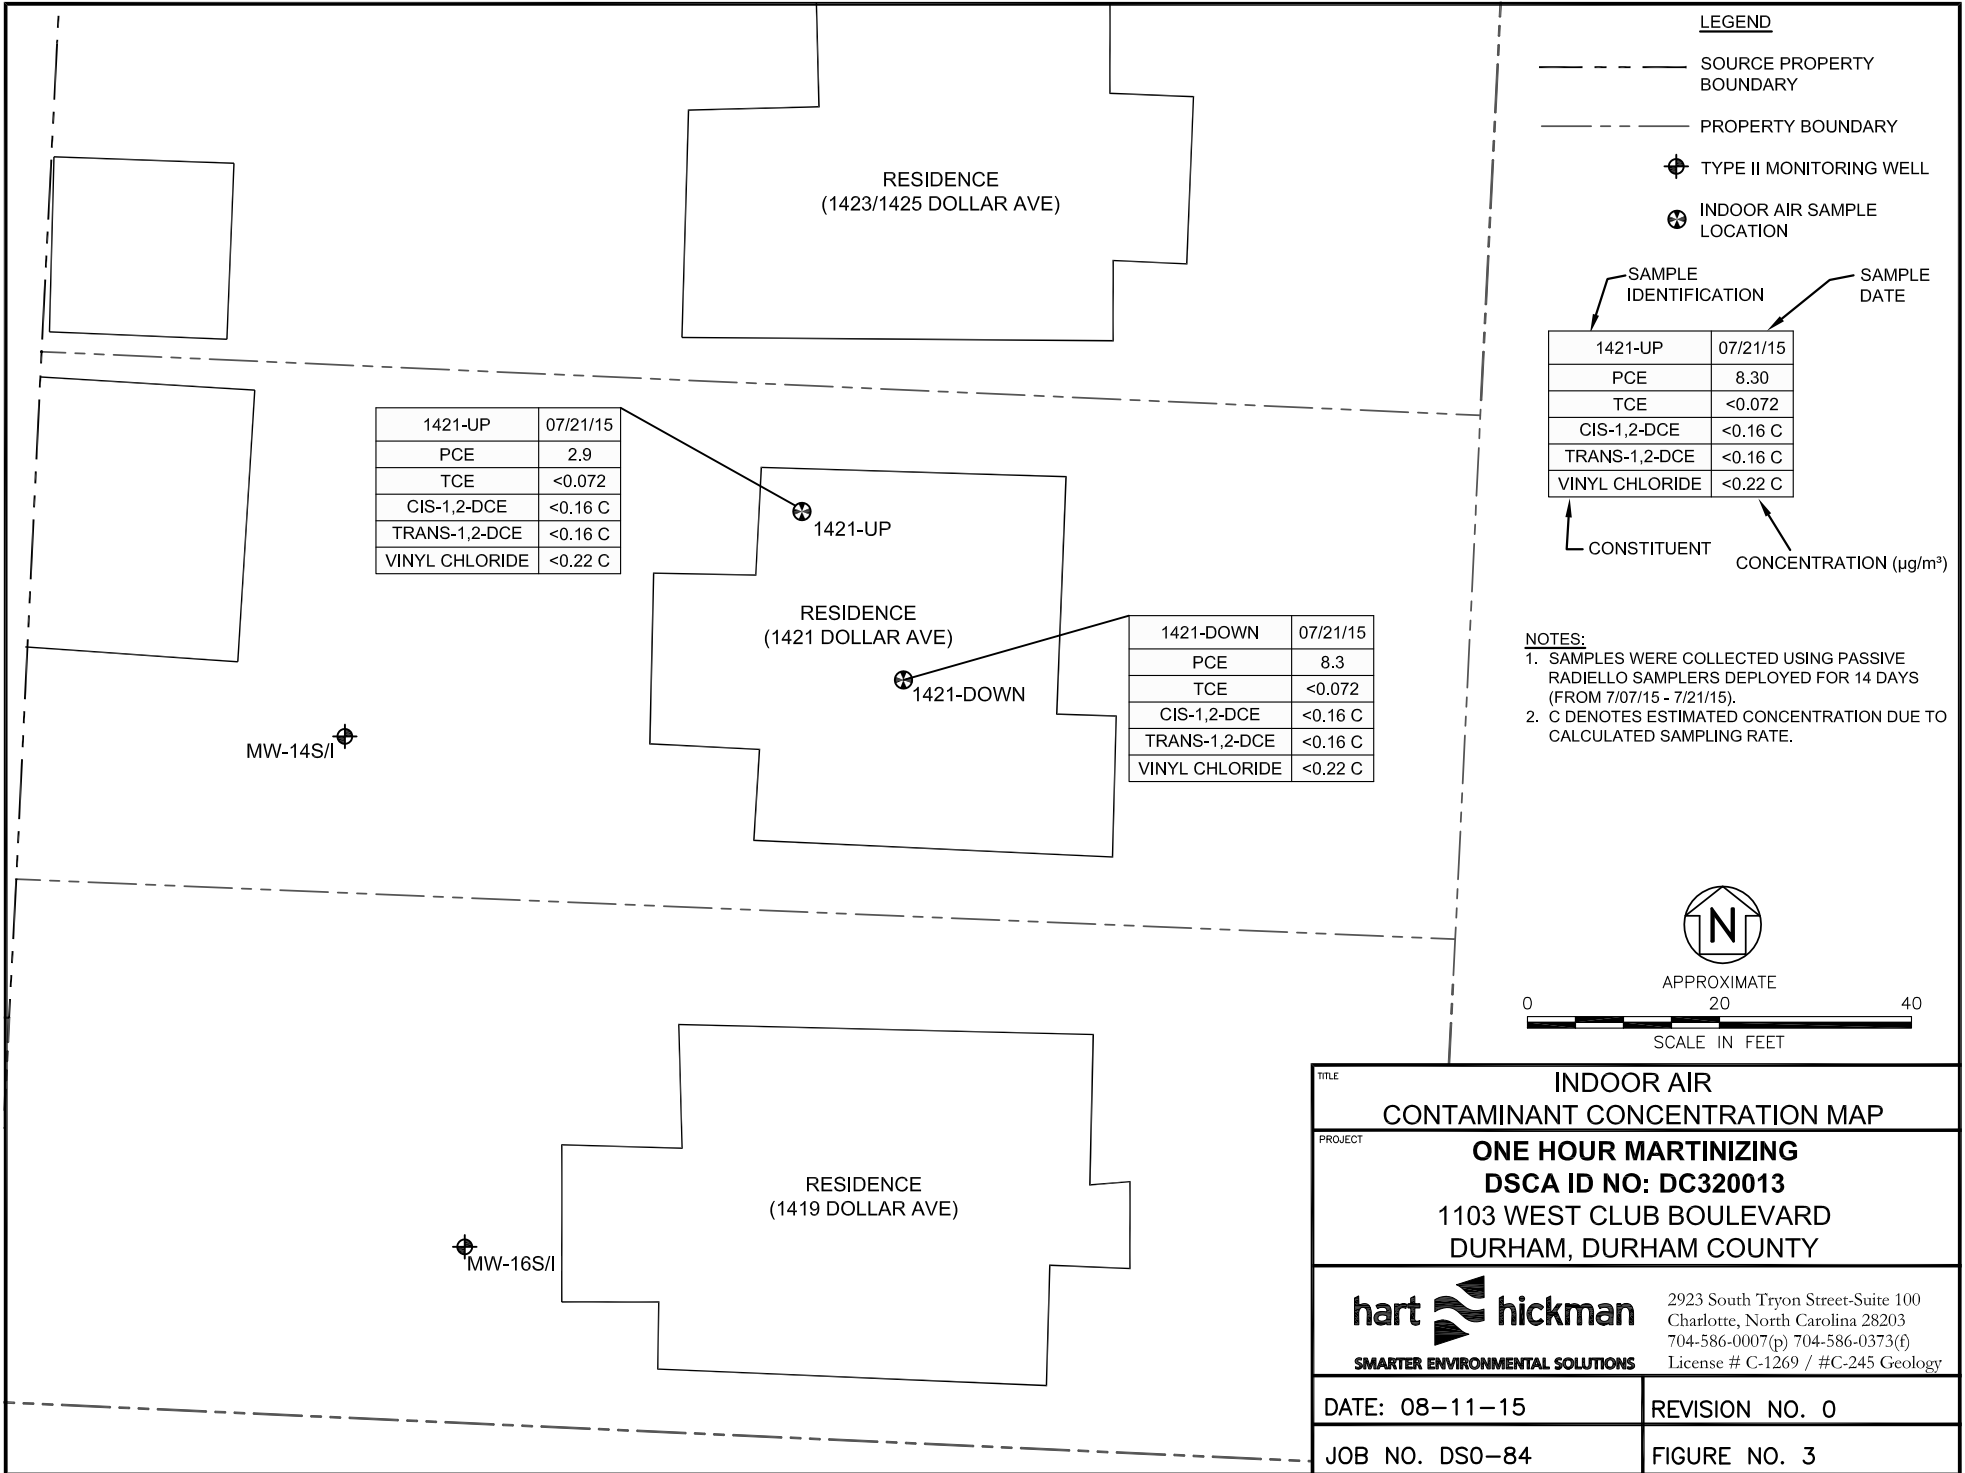 LEGEND
SOURCE PROPERTY
BOUNDARY
PROPERTY BOUNDARY
TYPE II MONITORING WELL
INDOOR AIR SAMPLE
LOCATION
SAMPLE
IDENTIFICATION
SAMPLE
DATE
1421-UP 07/21/15
PCE 8.30
TCE <0.072
CIS-1,2-DCE <0.16 C
TRANS-1,2-DCE <0.16 C
VINYL CHLORIDE <0.22 C
CONSTITUENT
CONCENTRATION (µg/m³)
RESIDENCE
(1423/1425 DOLLAR AVE)
1421-UP 07/21/15
PCE 2.9
TCE <0.072
CIS-1,2-DCE <0.16 C
TRANS-1,2-DCE <0.16 C
VINYL CHLORIDE <0.22 C
1421-UP
RESIDENCE
(1421 DOLLAR AVE)
1421-DOWN
1421-DOWN 07/21/15
PCE 8.3
TCE <0.072
CIS-1,2-DCE <0.16 C
TRANS-1,2-DCE <0.16 C
VINYL CHLORIDE <0.22 C
MW-14S/I
NOTES:
1. SAMPLES WERE COLLECTED USING PASSIVE
RADIELLO SAMPLERS DEPLOYED FOR 14 DAYS
(FROM 7/07/15 - 7/21/15).
2. C DENOTES ESTIMATED CONCENTRATION DUE TO
CALCULATED SAMPLING RATE.
N
APPROXIMATE
0 20 40
SCALE IN FEET
RESIDENCE
(1419 DOLLAR AVE)
MW-16S/I
TITLE
INDOOR AIR
CONTAMINANT CONCENTRATION MAP
PROJECT
ONE HOUR MARTINIZING
DSCA ID NO: DC320013
1103 WEST CLUB BOULEVARD
DURHAM, DURHAM COUNTY
hart hickman
SMARTER ENVIRONMENTAL SOLUTIONS
2923 South Tryon Street-Suite 100
Charlotte, North Carolina 28203
704-586-0007(p) 704-586-0373(f)
License # C-1269 / #C-245 Geology
DATE: 08-11-15
REVISION NO. 0
JOB NO. DS0-84
FIGURE NO. 3